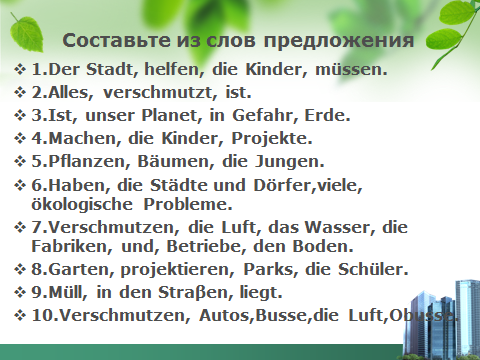 Составьте из слов предложения
❖ 1.Der Stadt, helfen, die Kinder, müssen.
❖ 2.Alles, verschmutzt, ist.
❖ 3.Ist, unser Planet, in Gefahr, Erde.
❖ 4.Machen, die Kinder, Projekte.
❖ 5.Pflanzen, Bäumen, die Jungen.
❖ 6.Haben, die Städte und Dörfer,viele,
ökologische Probleme.
❖ 7.Verschmutzen, die Luft, das Wasser, die
Fabriken, und, Betriebe, den Boden.
❖ 8.Garten, projektieren, Parks, die Schüler.
❖ 9.Müll, in den Straβen, liegt.
❖ 10.Verschmutzen, Autos,Busse,die Luft,Obusse.